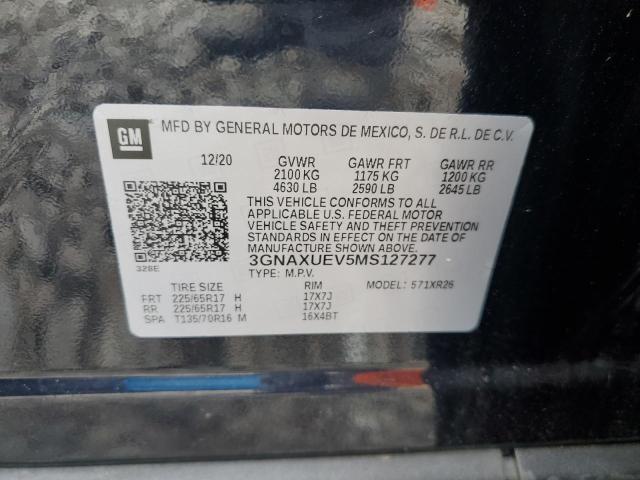 GM
MFD BY GENERAL MOTORS DE MEXICO, S. DE R.L. DE C.V.
12/20 GVWR GAWR FRT GAWR RR
2100 KG 1175 KG 1200 KG
4630 LB 2590 LB 2645 LB
THIS VEHICLE CONFORMS TO ALL
APPLICABLE U.S. FEDERAL MOTOR
VEHICLE SAFETY AND THEFT PREVENTION
STANDARDS IN EFFECT ON THE DATE OF
MANUFACTURE SHOWN ABOVE.
328E 3GNAXUEV5MS127277
TYPE: M.P.V. MODEL: 571XR26
TIRE SIZE RIM
FRT 225/65R17 H 17X7J
RR 225/65R17 H 17X7J
SPA T135/70R16 M 16X4BT